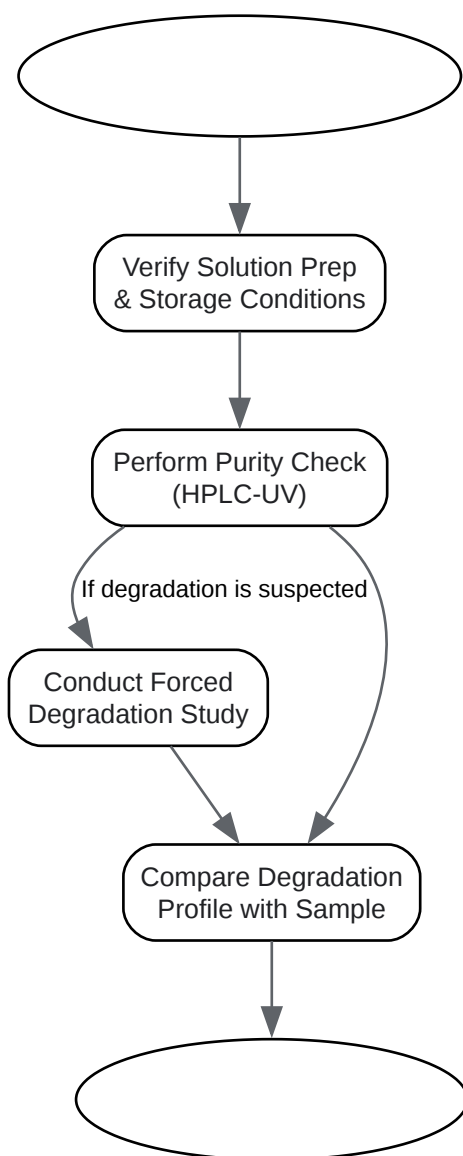 Verify Solution Prep
& Storage Conditions
Perform Purity Check
(HPLC-UV)
If degradation is suspected
Conduct Forced
Degradation Study
Compare Degradation
Profile with Sample